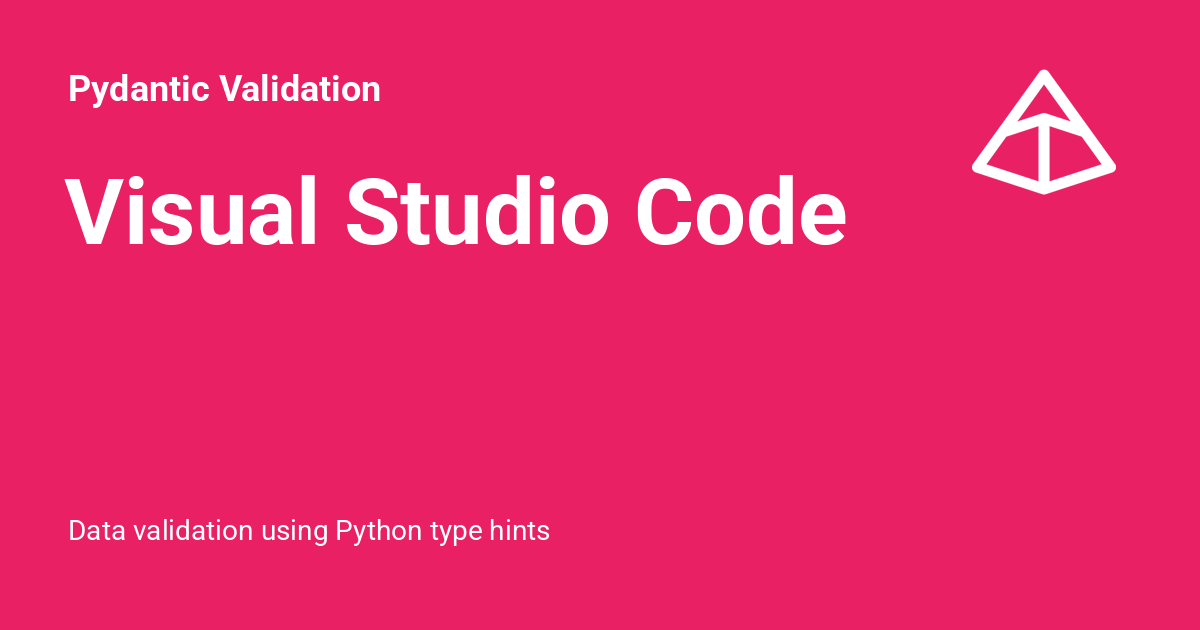 Pydantic Validation
Visual Studio Code
Data validation using Python type hints